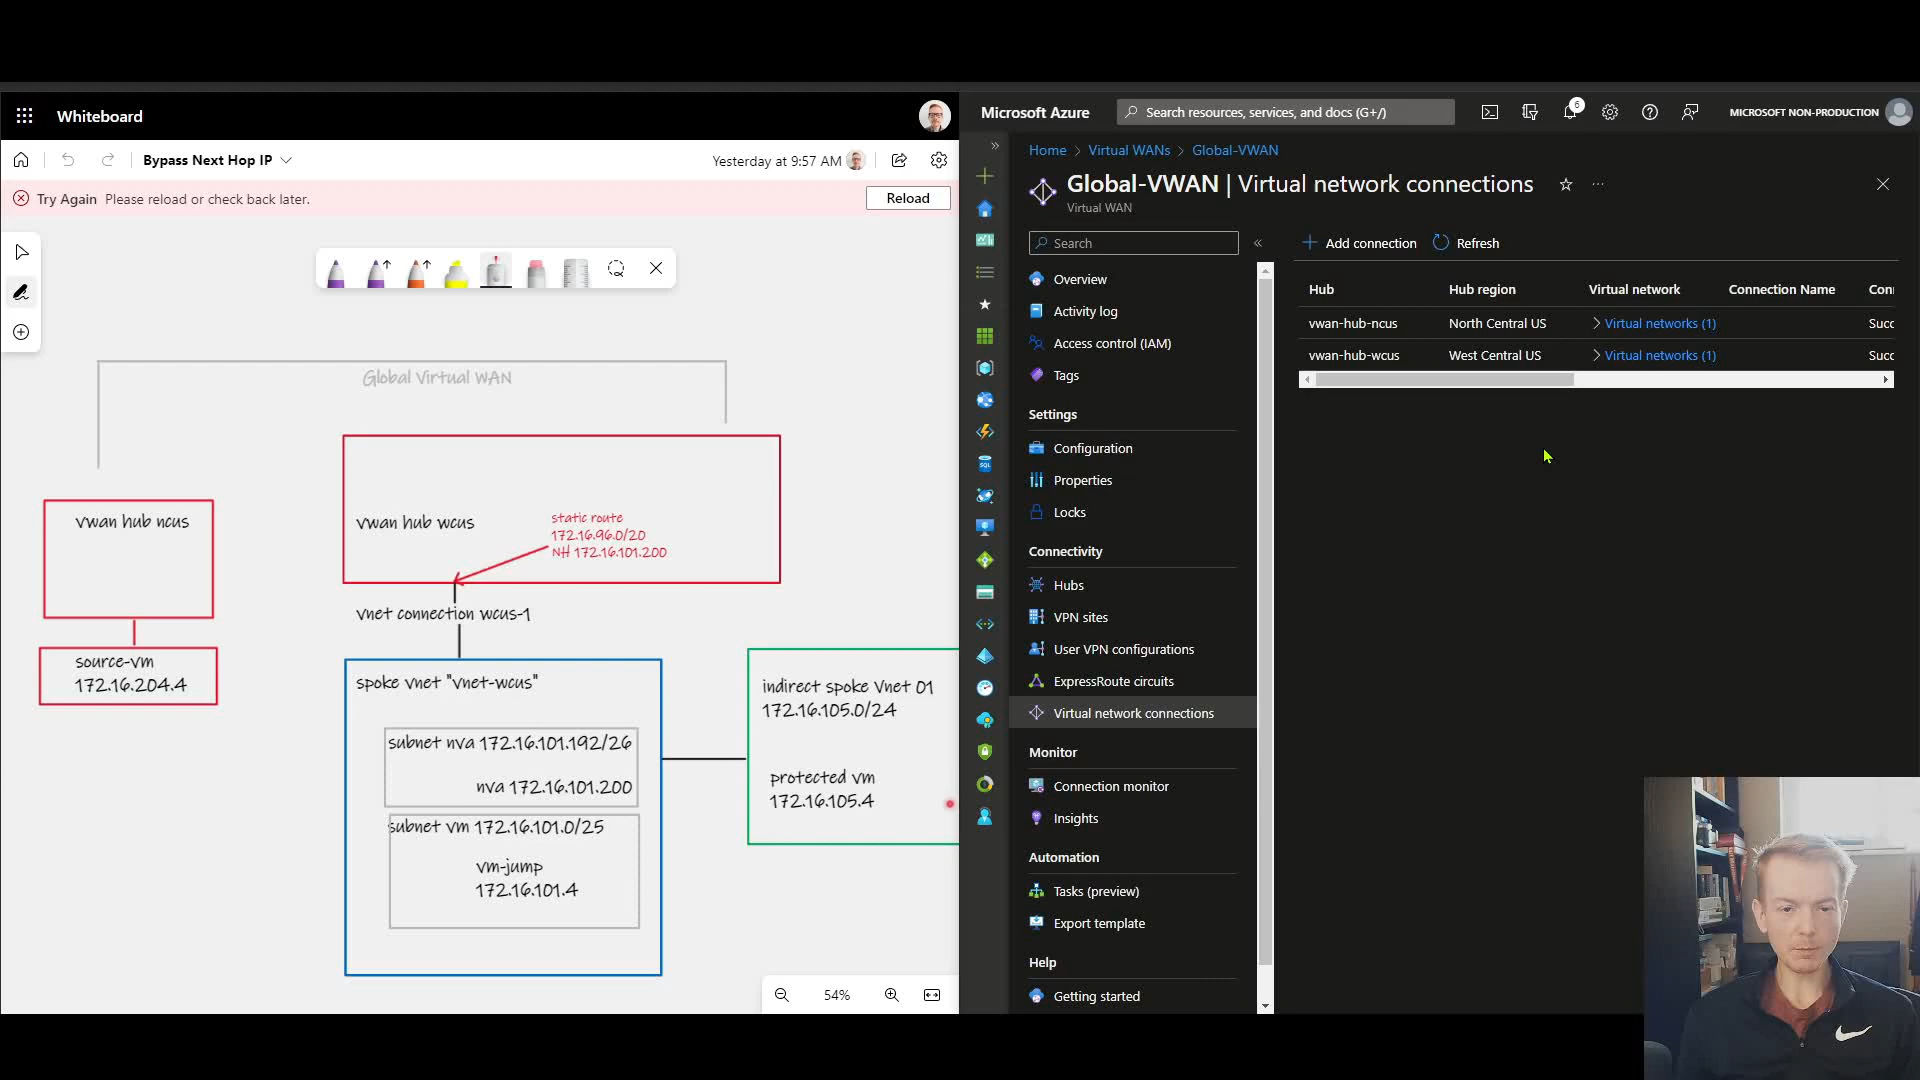 Whiteboard
Bypass Next Hop IP
Yesterday at 9:57 AM
Try Again Please reload or check back later.
Reload
Global Virtual WAN
vwan hub ncus
source-vm
172.16.204.4
vwan hub wcus
static route
172.16.96.0/20
NH 172.16.101.200
vnet connection wcus-1
spoke vnet "vnet-wcus"
subnet nva 172.16.101.192/26
nva 172.16.101.200
subnet vm 172.16.101.0/25
vm-jump
172.16.101.4
indirect spoke Vnet 01
172.16.105.0/24
protected vm
172.16.105.4
54%
Microsoft Azure
Search resources, services, and docs (G+/)
6
MICROSOFT NON-PRODUCTION
Home > Virtual WANs > Global-VWAN
Global-VWAN | Virtual network connections
Virtual WAN
Search
Overview
Activity log
Access control (IAM)
Tags
Settings
Configuration
Properties
Locks
Connectivity
Hubs
VPN sites
User VPN configurations
ExpressRoute circuits
Virtual network connections
Monitor
Connection monitor
Insights
Automation
Tasks (preview)
Export template
Help
Getting started
Add connection
Refresh
Hub Hub region Virtual network Connection Name Con
vwan-hub-ncus North Central US Virtual networks (1) Succ
vwan-hub-wcus West Central US Virtual networks (1) Succ